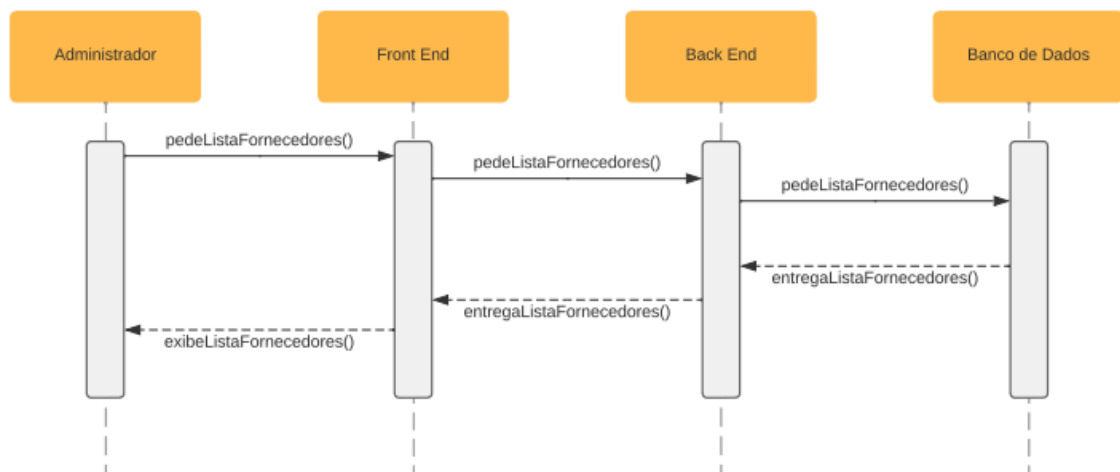 Administrador
Front End
Back End
Banco de Dados
pedeListaFornecedores()
pedeListaFornecedores()
pedeListaFornecedores()
entregaListaFornecedores()
entregaListaFornecedores()
exibeListaFornecedores()